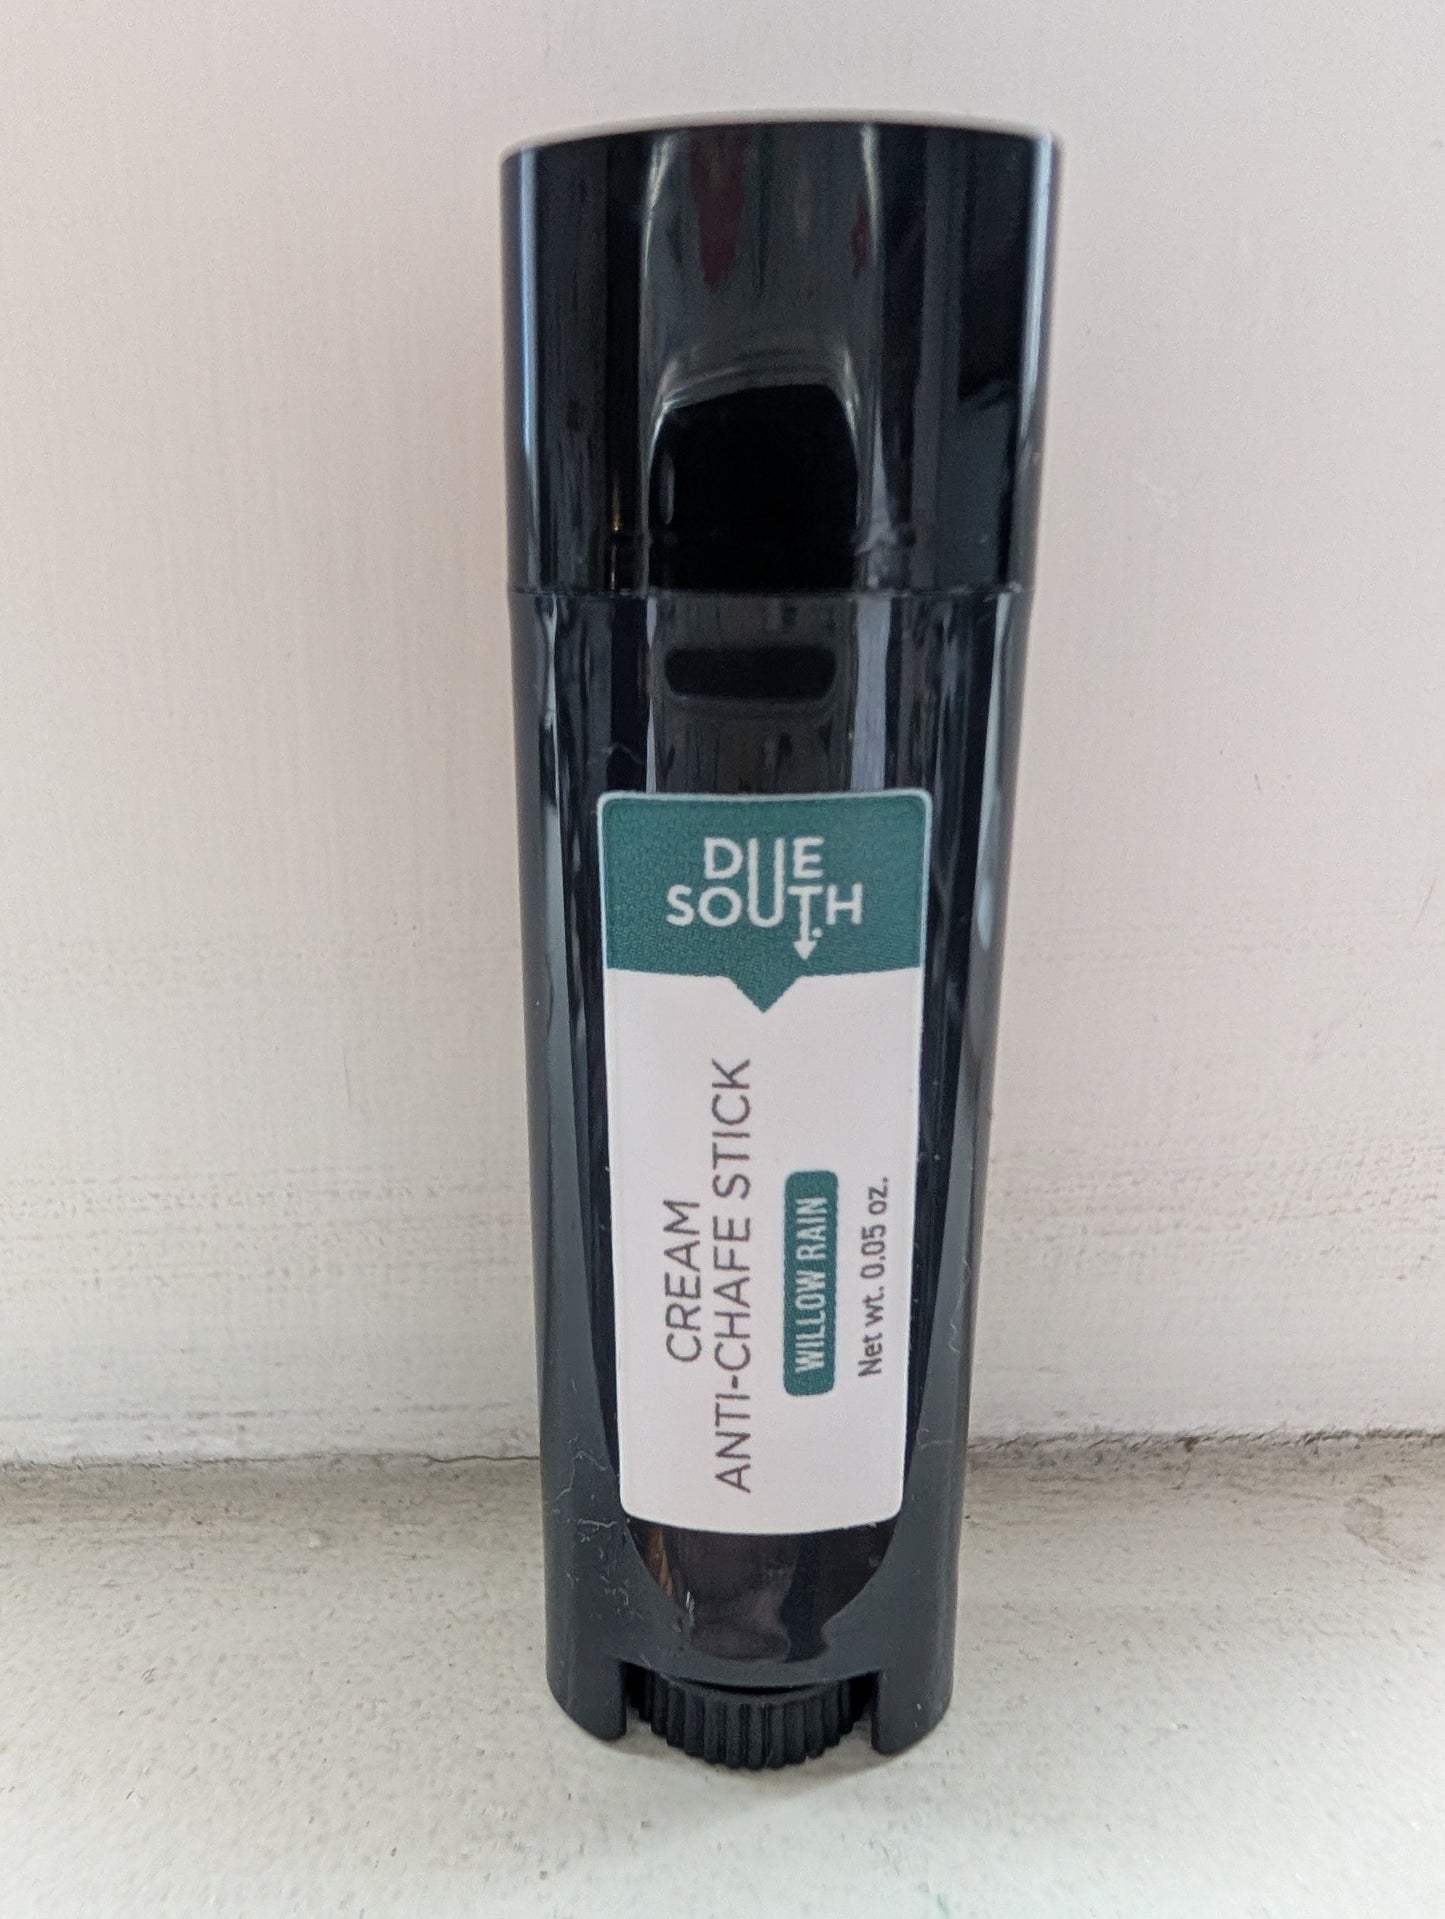 DUE
SOUTH
CREAM
ANTI-CHAFE STICK
WILLOW RAIN
Net wt. 0.05 oz.